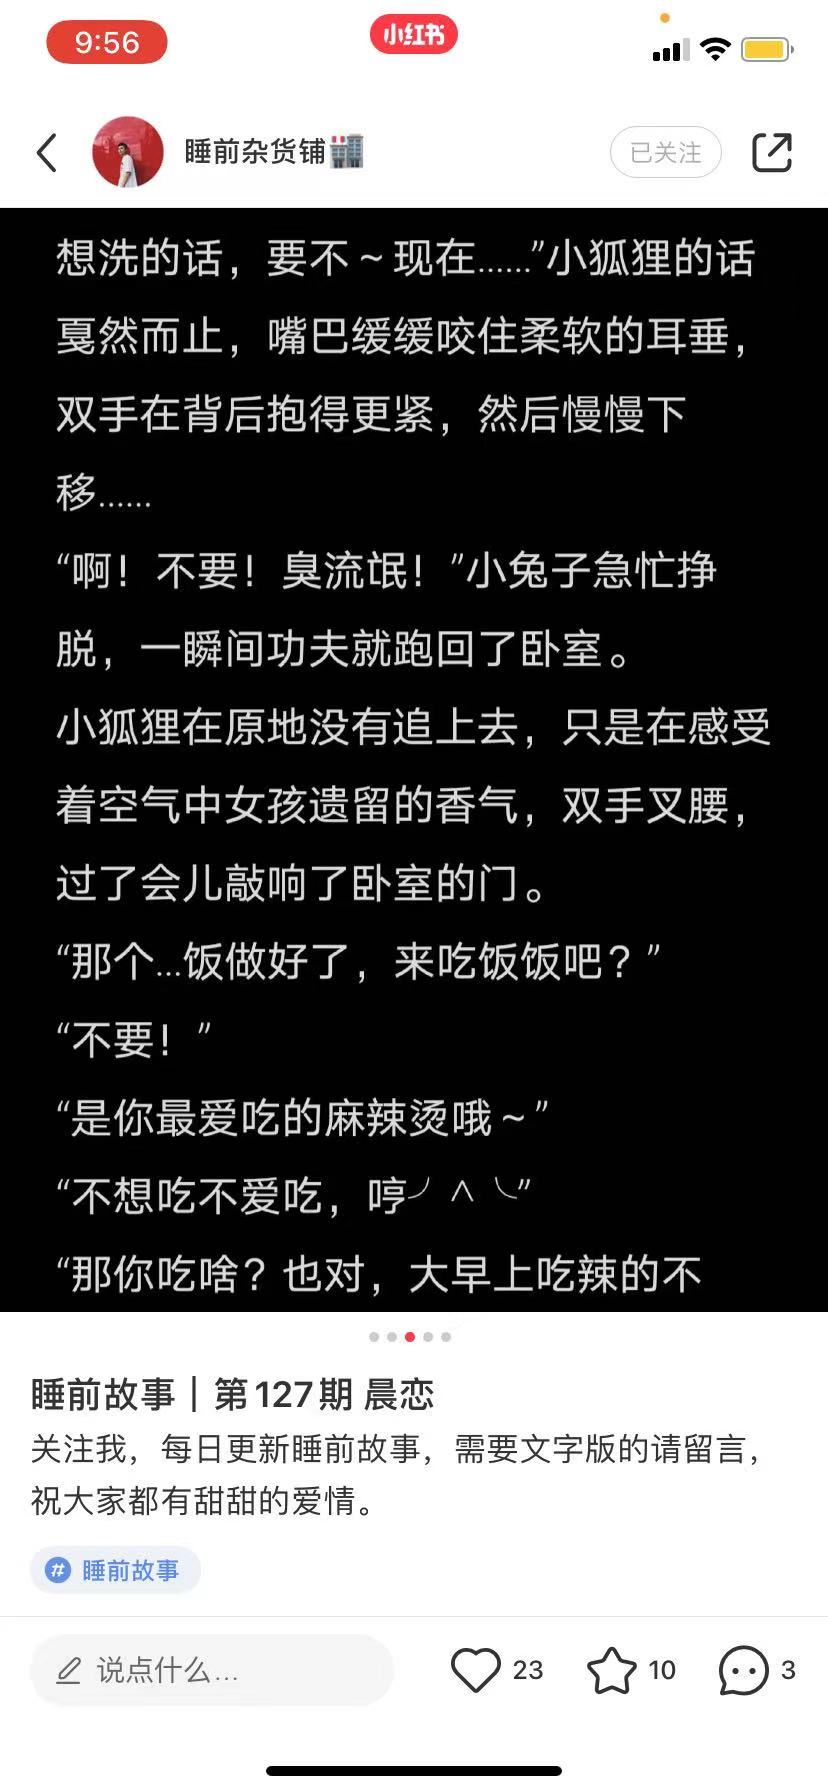 9:56
小红书
睡前杂货铺
已关注
想洗的话，要不～现在……”小狐狸的话
戛然而止，嘴巴缓缓咬住柔软的耳垂，
双手在背后抱得更紧，然后慢慢下
移……
“啊！不要！臭流氓！”小兔子急忙挣
脱，一瞬间功夫就跑回了卧室。
小狐狸在原地没有追上去，只是在感受
着空气中女孩遗留的香气，双手叉腰，
过了会儿敲响了卧室的门。
“那个...饭做好了，来吃饭饭吧？”
“不要！”
“是你最爱吃的麻辣烫哦～”
“不想吃不爱吃，哼╯^╰”
“那你吃啥？也对，大早上吃辣的不
睡前故事｜第127期 晨恋
关注我，每日更新睡前故事，需要文字版的请留言，
祝大家都有甜甜的爱情。
# 睡前故事
说点什么...
23
10
3